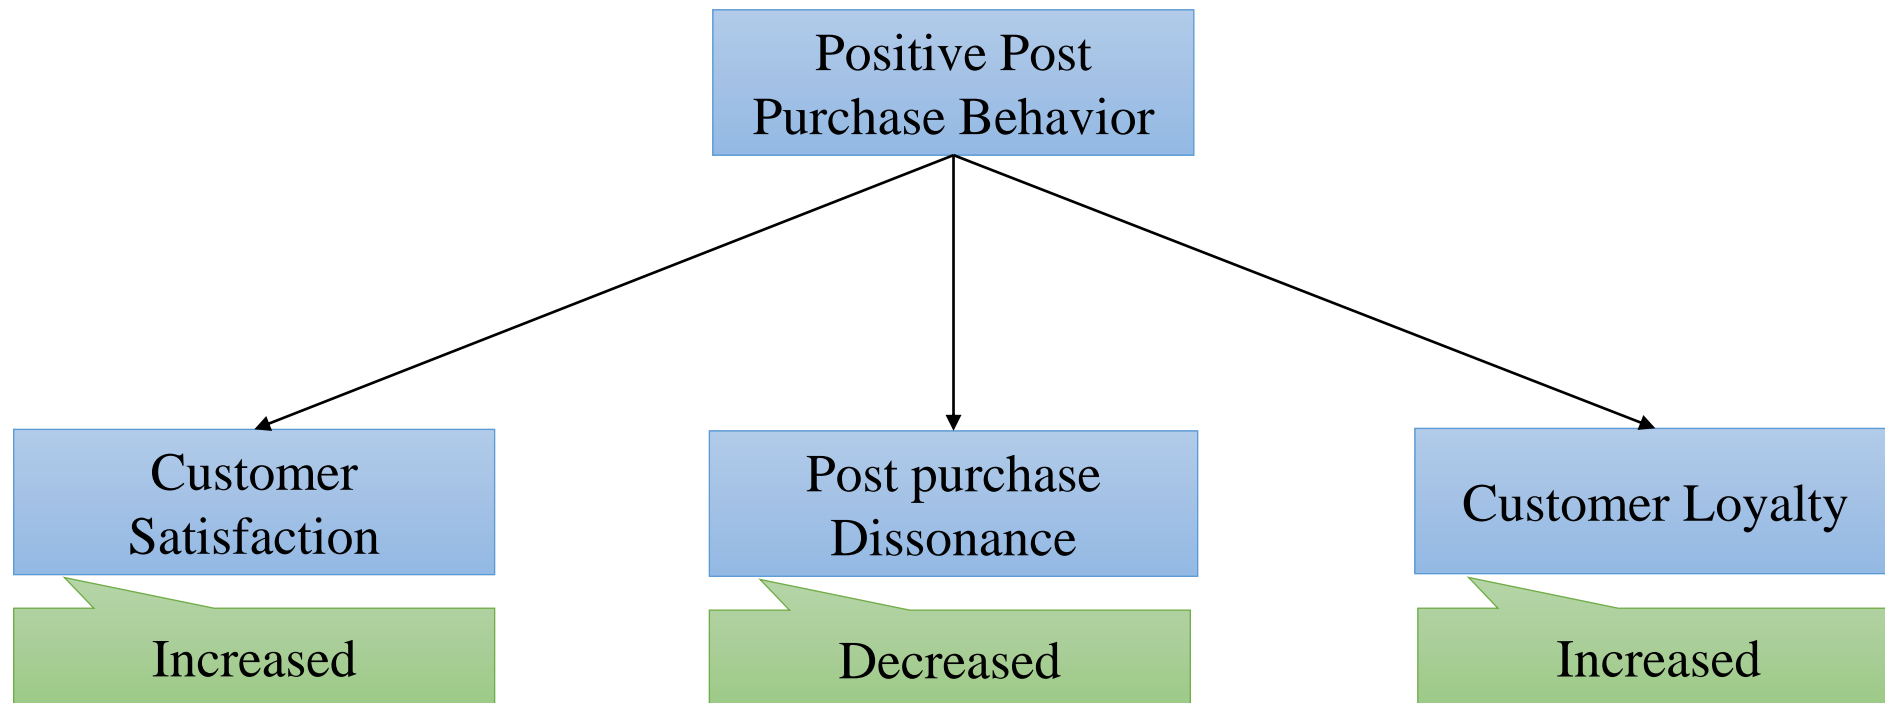 Positive Post
Purchase Behavior
Customer
Satisfaction
Post purchase
Dissonance
Customer Loyalty
Increased
Decreased
Increased